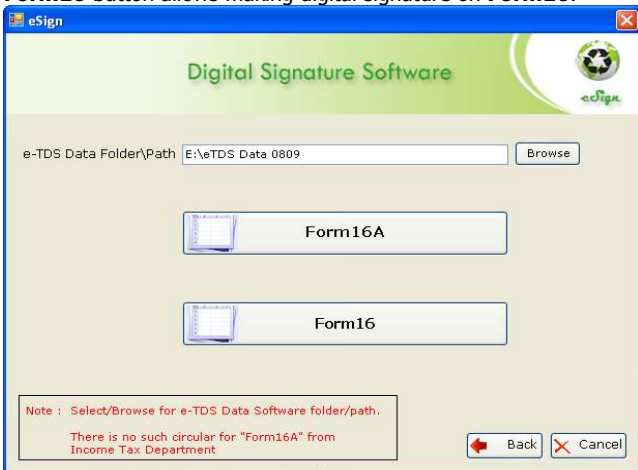 Form16 button allows making digital signature on Form16.
eSign
Digital Signature Software
eSign
e-TDS Data Folder\Path E:\eTDS Data 0809 Browse
Form16A
Form16
Note : Select/Browse for e-TDS Data Software folder/path.
There is no such circular for "Form16A" from
Income Tax Department
Back Cancel